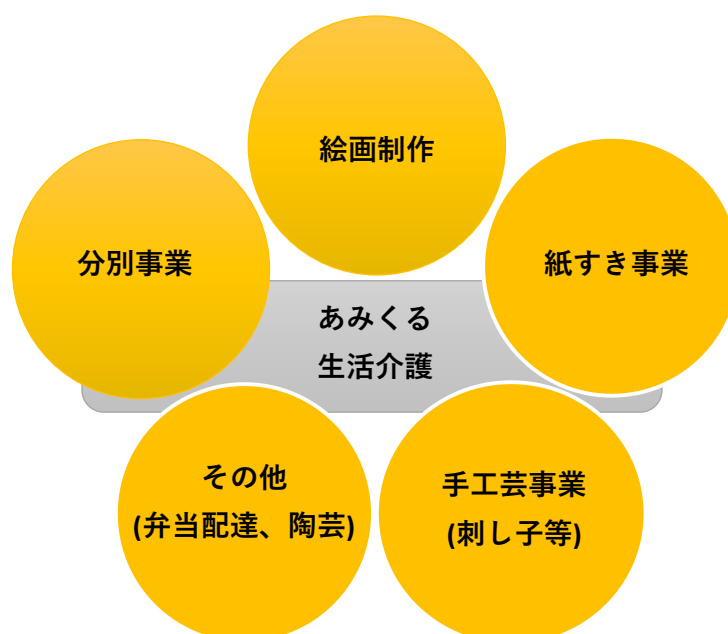 絵画制作
分別事業
紙すき事業
あみくる
生活介護
その他
(弁当配達、陶芸)
手工芸事業
(刺し子等)